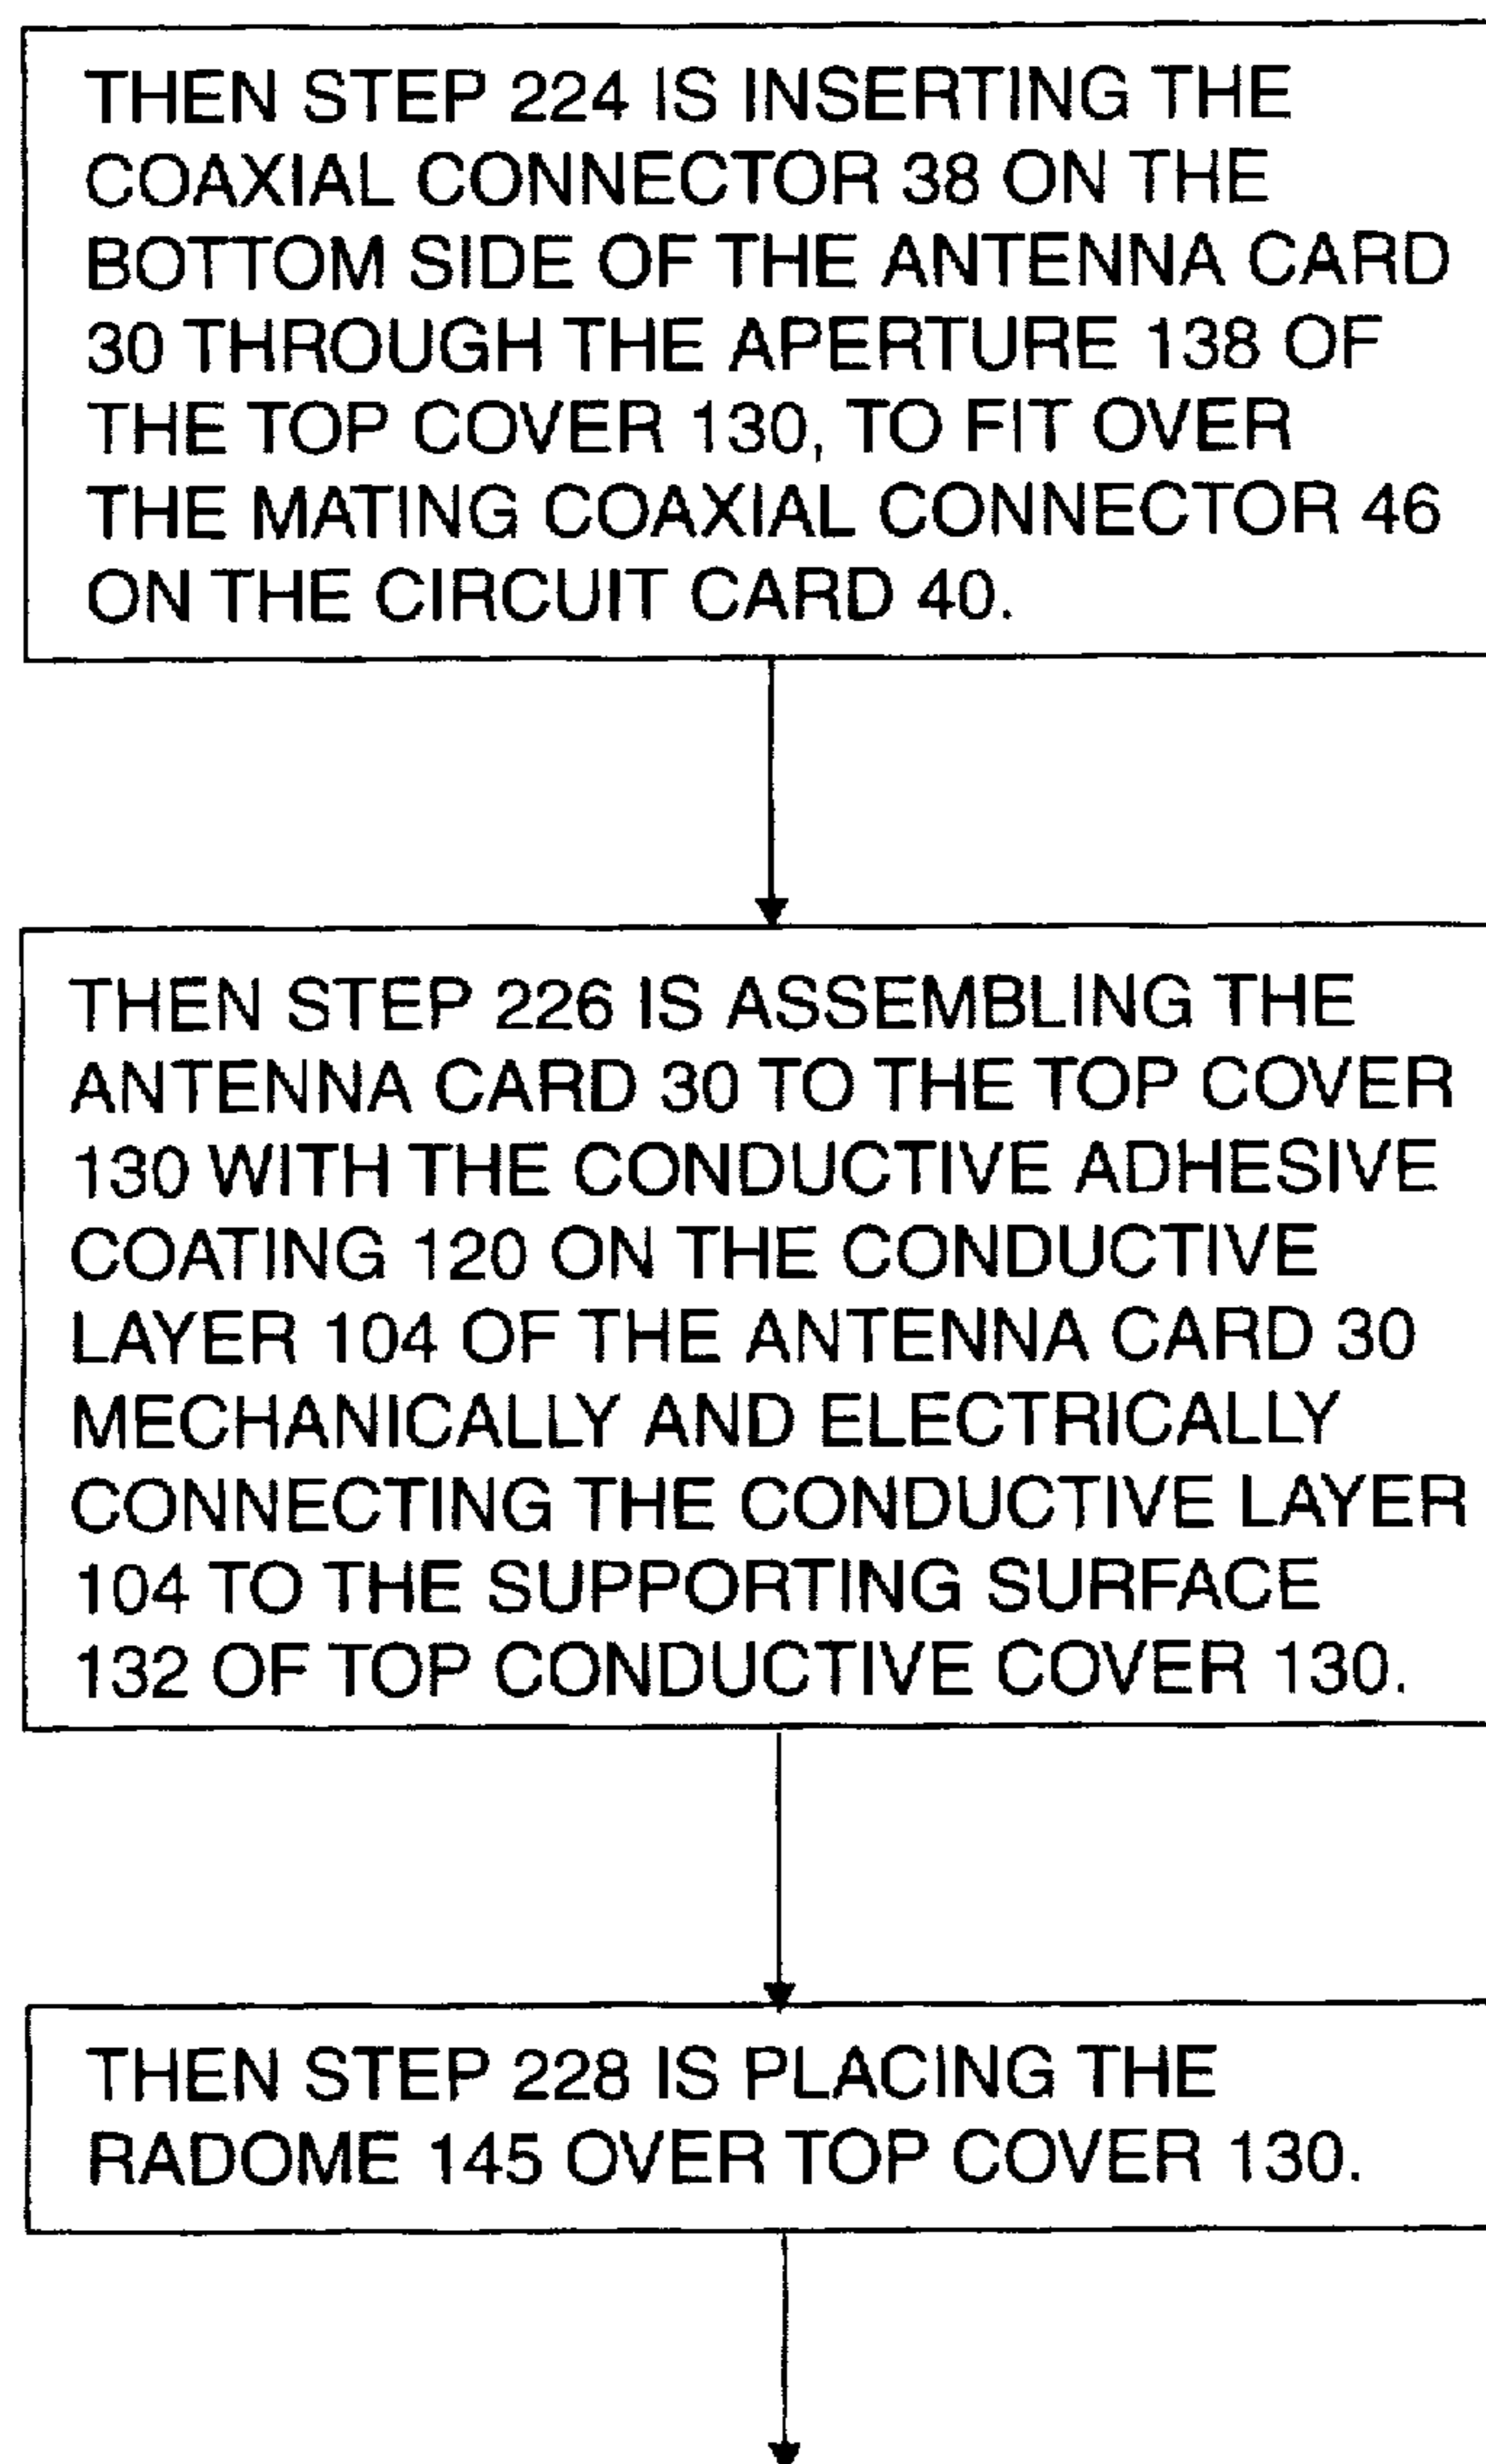 THEN STEP 224 IS INSERTING THE
COAXIAL CONNECTOR 38 ON THE
BOTTOM SIDE OF THE ANTENNA CARD
30 THROUGH THE APERTURE 138 OF
THE TOP COVER 130, TO FIT OVER
THE MATING COAXIAL CONNECTOR 46
ON THE CIRCUIT CARD 40.
THEN STEP 226 IS ASSEMBLING THE
ANTENNA CARD 30 TO THE TOP COVER
130 WITH THE CONDUCTIVE ADHESIVE
COATING 120 ON THE CONDUCTIVE
LAYER 104 OF THE ANTENNA CARD 30
MECHANICALLY AND ELECTRICALLY
CONNECTING THE CONDUCTIVE LAYER
104 TO THE SUPPORTING SURFACE
132 OF TOP CONDUCTIVE COVER 130.
THEN STEP 228 IS PLACING THE
RADOME 145 OVER TOP COVER 130.